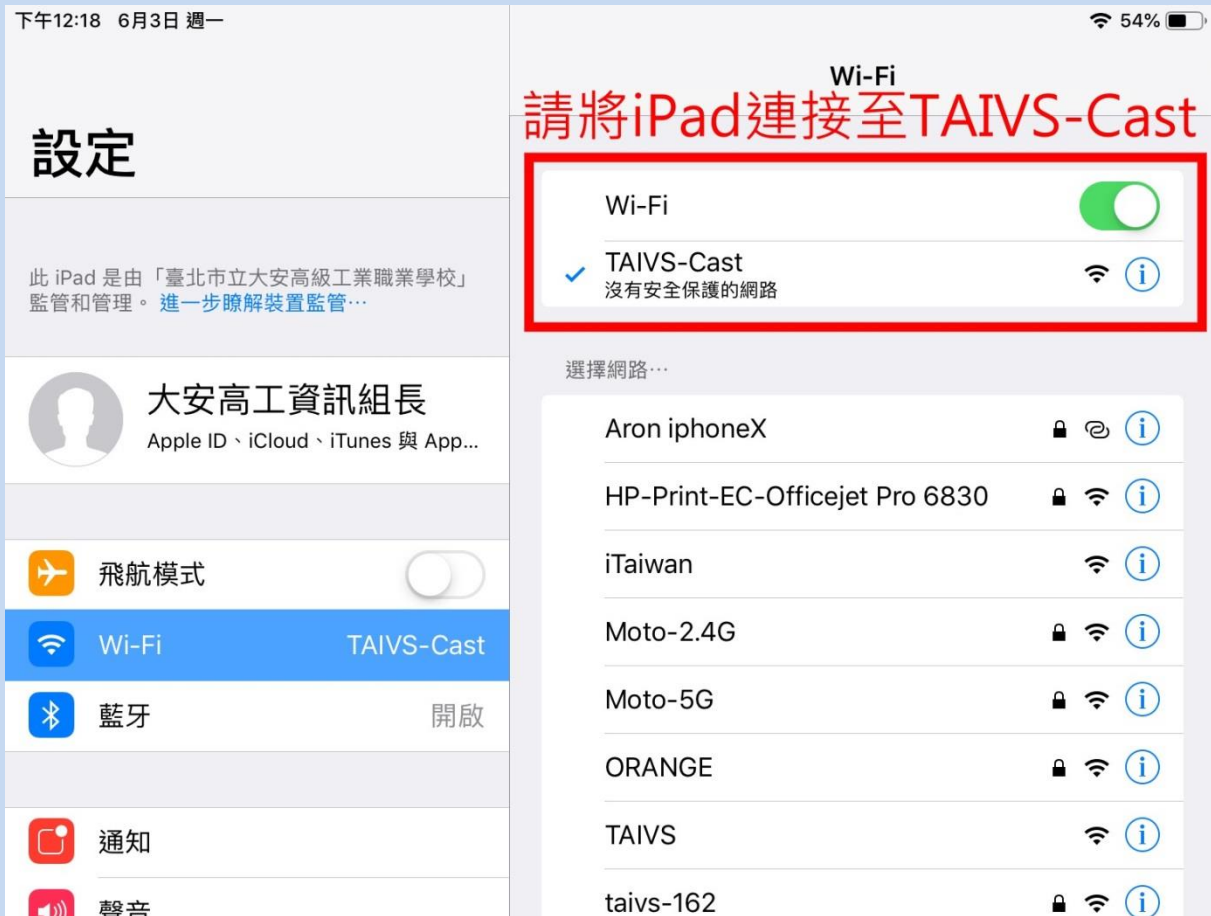 下午12:18 6月3日 週一
54%
設定
此 iPad 是由「臺北市立大安高級工業職業學校」
監管和管理。 進一步瞭解裝置監管…
大安高工資訊組長
Apple ID、iCloud、iTunes 與 App...
飛航模式
Wi-Fi TAIVS-Cast
藍牙 開啟
通知
聲音
Wi-Fi
請將iPad連接至TAIVS-Cast
Wi-Fi
TAIVS-Cast
沒有安全保護的網路
選擇網路…
Aron iphoneX
HP-Print-EC-Officejet Pro 6830
iTaiwan
Moto-2.4G
Moto-5G
ORANGE
TAIVS
taivs-162